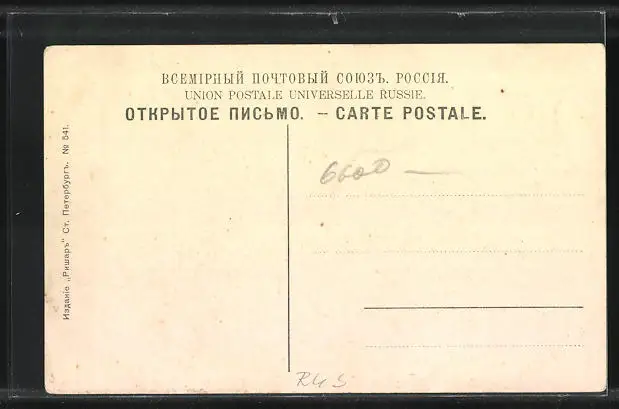 ВСЕМІРНЫЙ ПОЧТОВЫЙ СОЮЗЪ. РОССІЯ.
UNION POSTALE UNIVERSELLE RUSSIE.
ОТКРЫТОЕ ПИСЬМО. – CARTE POSTALE.
Изданіе „Ришаръ" Ст. Петербургъ. № 541.
6600 —